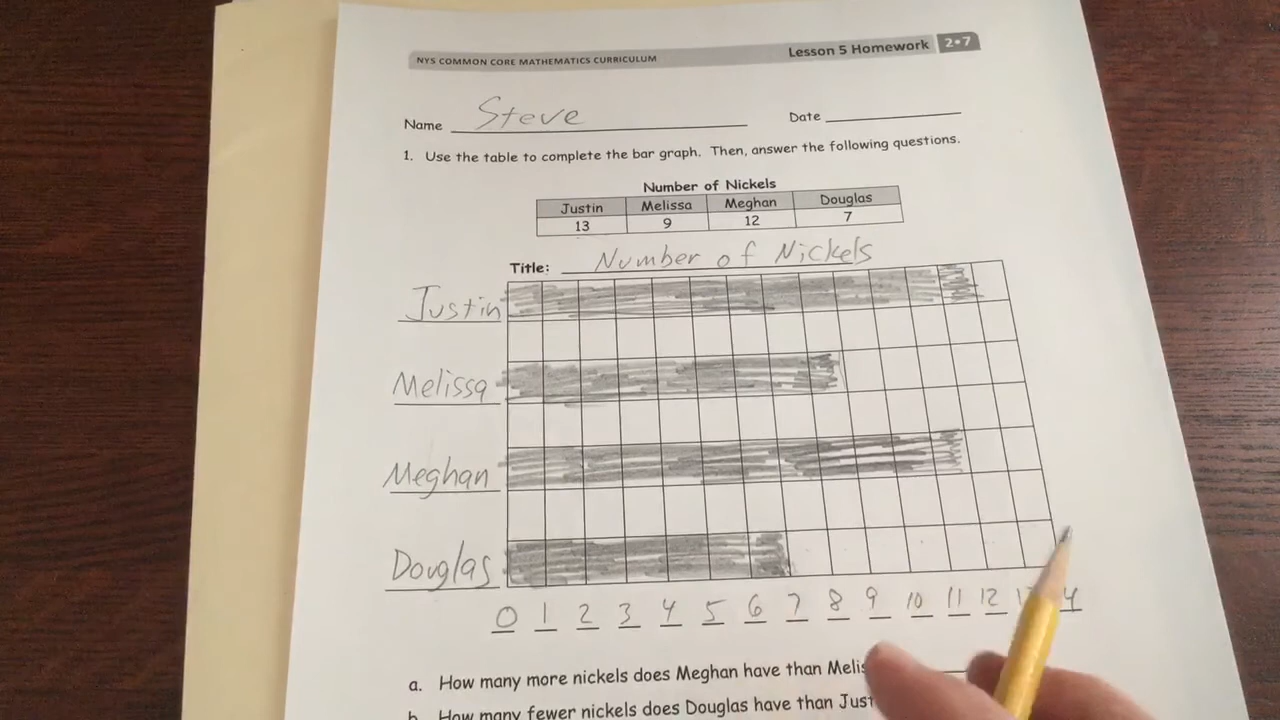 NYS COMMON CORE MATHEMATICS CURRICULUM Lesson 5 Homework 2•7
Name Steve Date
1. Use the table to complete the bar graph. Then, answer the following questions.
Number of Nickels
Justin Melissa Meghan Douglas
13 9 12 7
Title: Number of Nickels
Justin
Melissa
Meghan
Douglas
0 1 2 3 4 5 6 7 8 9 10 11 12
a. How many more nickels does Meghan have than
b. How many fewer nickels does Douglas have than